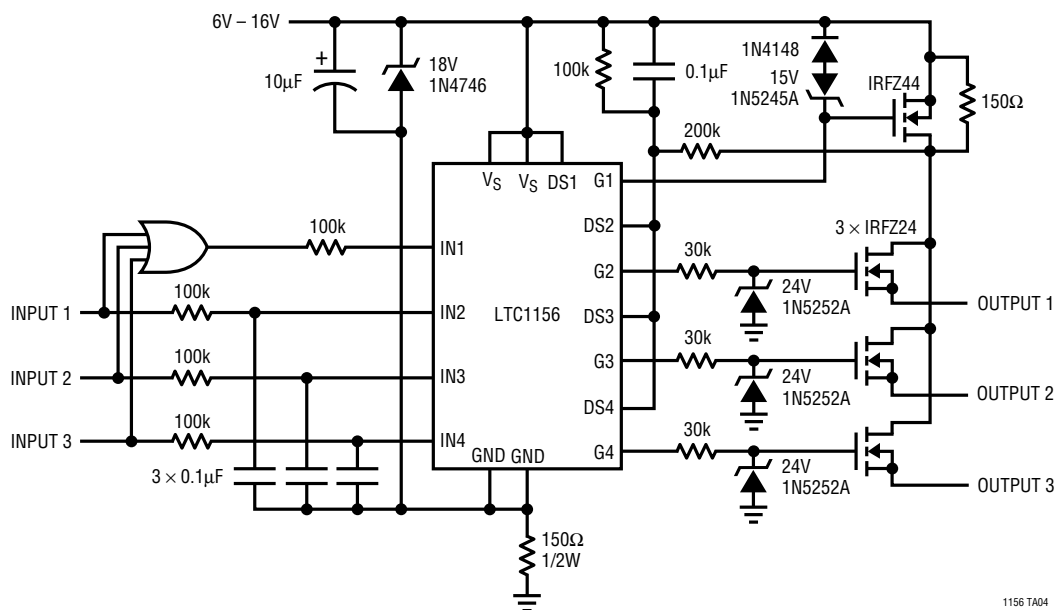 6V – 16V
10µF
+
18V
1N4746
100k
0.1µF
1N4148
15V
1N5245A
IRFZ44
150Ω
200k
VS VS DS1
G1
DS2
G2
DS3
G3
DS4
G4
LTC1156
IN1
IN2
IN3
IN4
GND GND
100k
INPUT 1
100k
INPUT 2
100k
INPUT 3
100k
3 × 0.1µF
150Ω
1/2W
3 × IRFZ24
30k
24V
1N5252A
OUTPUT 1
30k
24V
1N5252A
OUTPUT 2
30k
24V
1N5252A
OUTPUT 3
1156 TA04